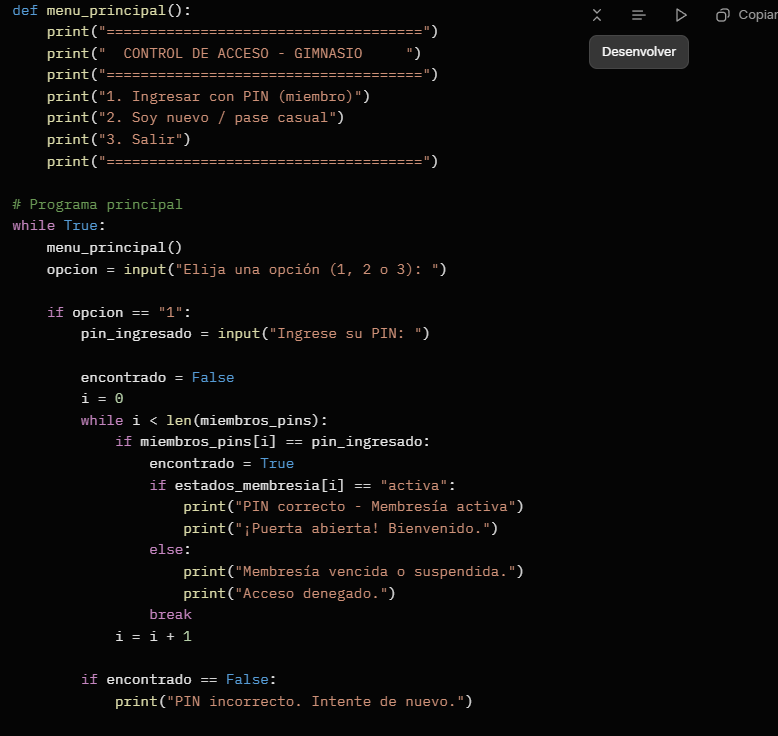 def menu_principal():
    print("=====================================")
    print("  CONTROL DE ACCESO - GIMNASIO     ")
    print("=====================================")
    print("1. Ingresar con PIN (miembro)")
    print("2. Soy nuevo / pase casual")
    print("3. Salir")
    print("=====================================")
Copiar
Desenvolver
# Programa principal
while True:
    menu_principal()
    opcion = input("Elija una opción (1, 2 o 3): ")
    if opcion == "1":
        pin_ingresado = input("Ingrese su PIN: ")
        encontrado = False
        i = 0
        while i < len(miembros_pins):
            if miembros_pins[i] == pin_ingresado:
                encontrado = True
                if estados_membresia[i] == "activa":
                    print("PIN correcto - Membresía activa")
                    print("¡Puerta abierta! Bienvenido.")
                else:
                    print("Membresía vencida o suspendida.")
                    print("Acceso denegado.")
                break
            i = i + 1
        if encontrado == False:
            print("PIN incorrecto. Intente de nuevo.")